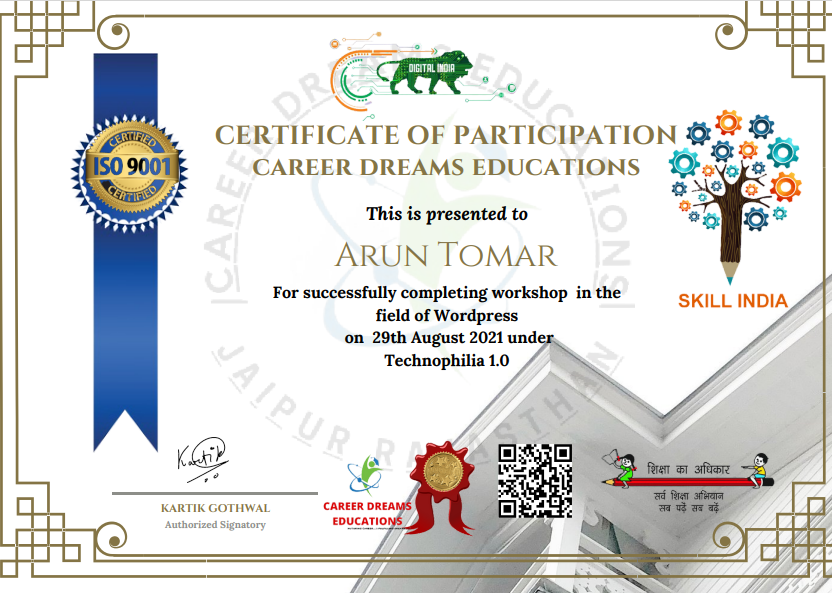 DIGITAL INDIA
CERTIFICATE OF PARTICIPATION
CAREER DREAMS EDUCATIONS
CERTIFIED
ISO 9001
CERTIFIED
This is presented to
ARUN TOMAR
For successfully completing workshop in the
field of Wordpress
on 29th August 2021 under
Technophilia 1.0
SKILL INDIA
|CAREER DREAMS EDUCATIONS|
JAIPUR RAJASTHAN
Kartik
KARTIK GOTHWAL
Authorized Signatory
CAREER DREAMS
EDUCATIONS
शिक्षा का अधिकार
सर्व शिक्षा अभियान
सब पढ़ें सब बढ़ें